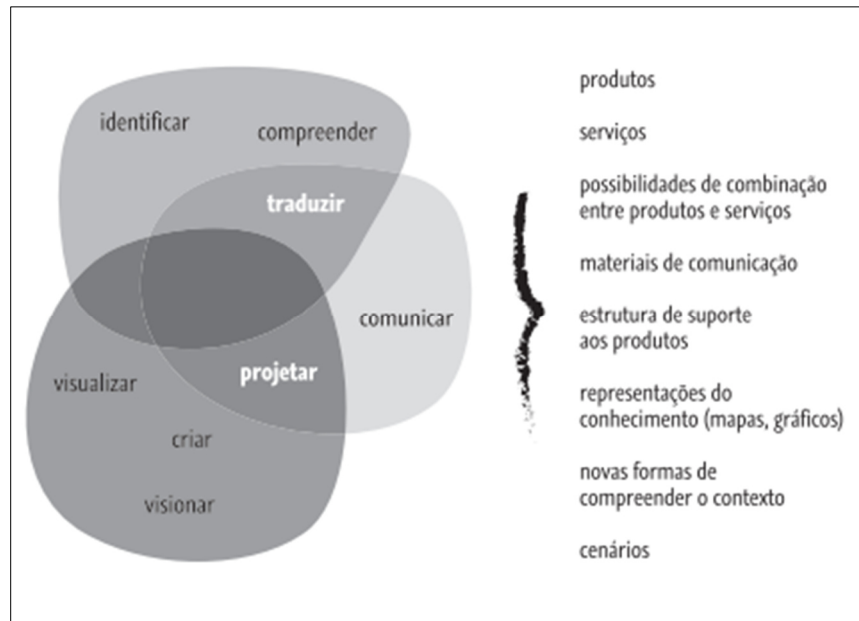 identificar
compreender
traduzir
comunicar
projetar
visualizar
criar
visionar
produtos
serviços
possibilidades de combinação
entre produtos e serviços
materiais de comunicação
estrutura de suporte
aos produtos
representações do
conhecimento (mapas, gráficos)
novas formas de
compreender o contexto
cenários